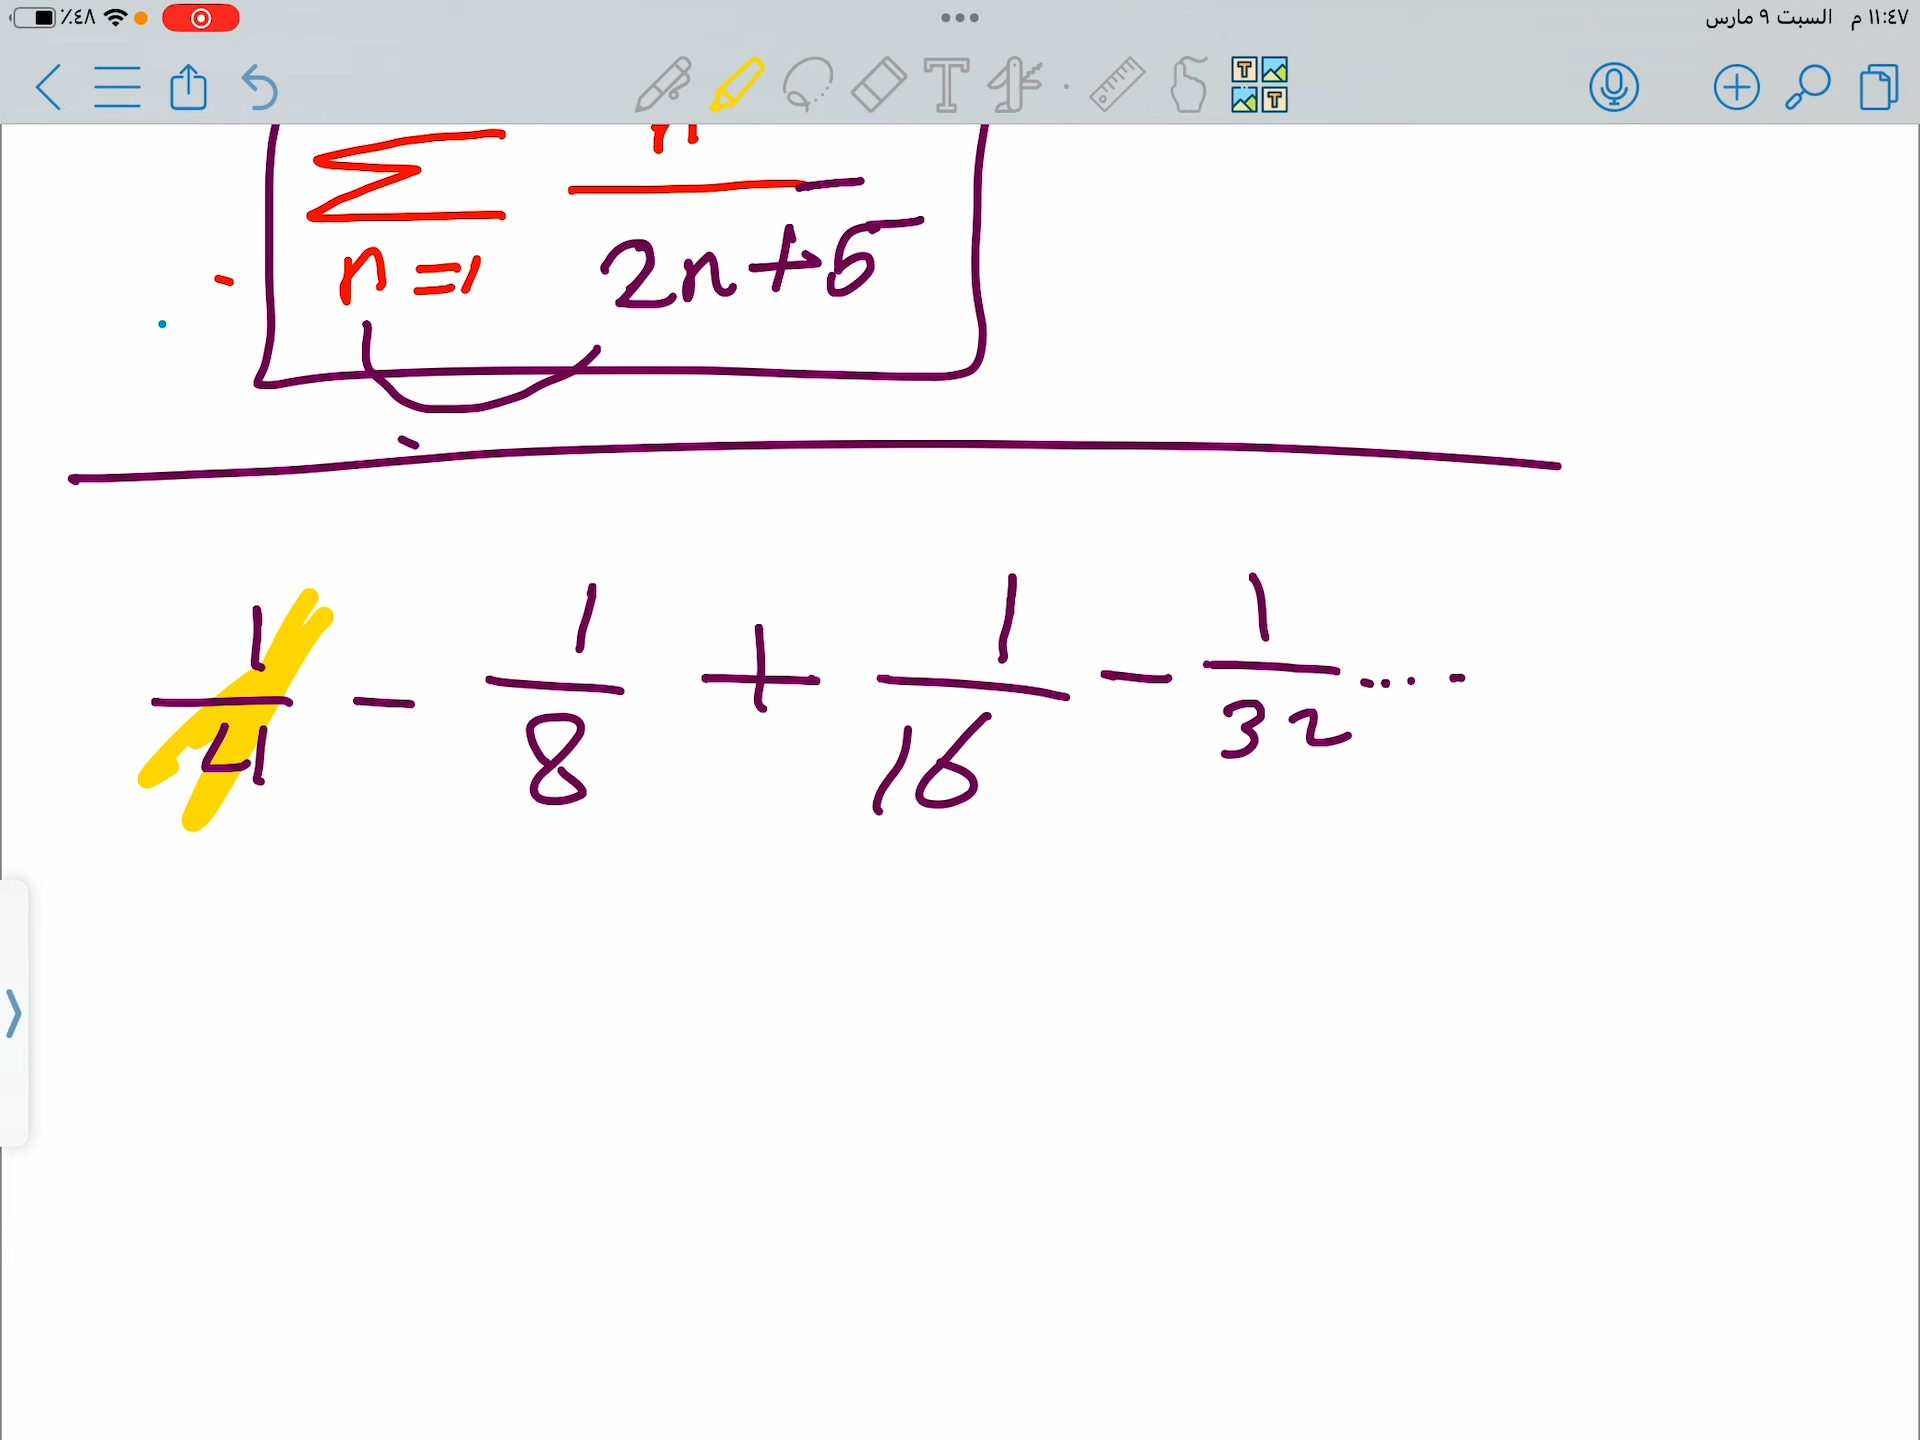 ٪٤٨ السبت ٩ مارس ١١:٤٧ م
Σ n=1 n/(2n+5)
1/4 - 1/8 + 1/16 - 1/32 ....-